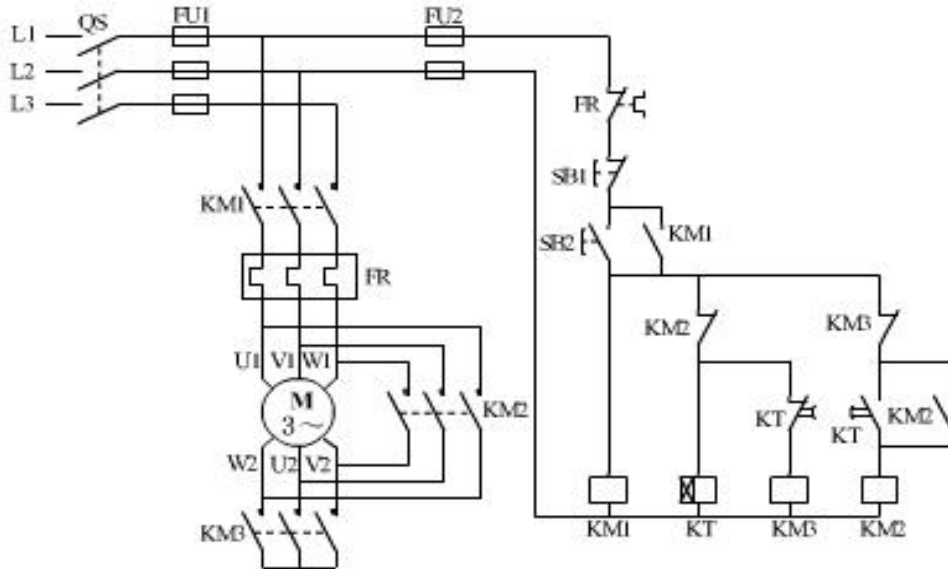 L1 QS FU1 FU2
L2
L3
FR
SB1
KM1
SB2 KM1
FR
KM2 KM3
U1 V1 W1
M
3~
KM2
KT KT KM2
W2 U2 V2
KM3
KM1 KT KM3 KM2